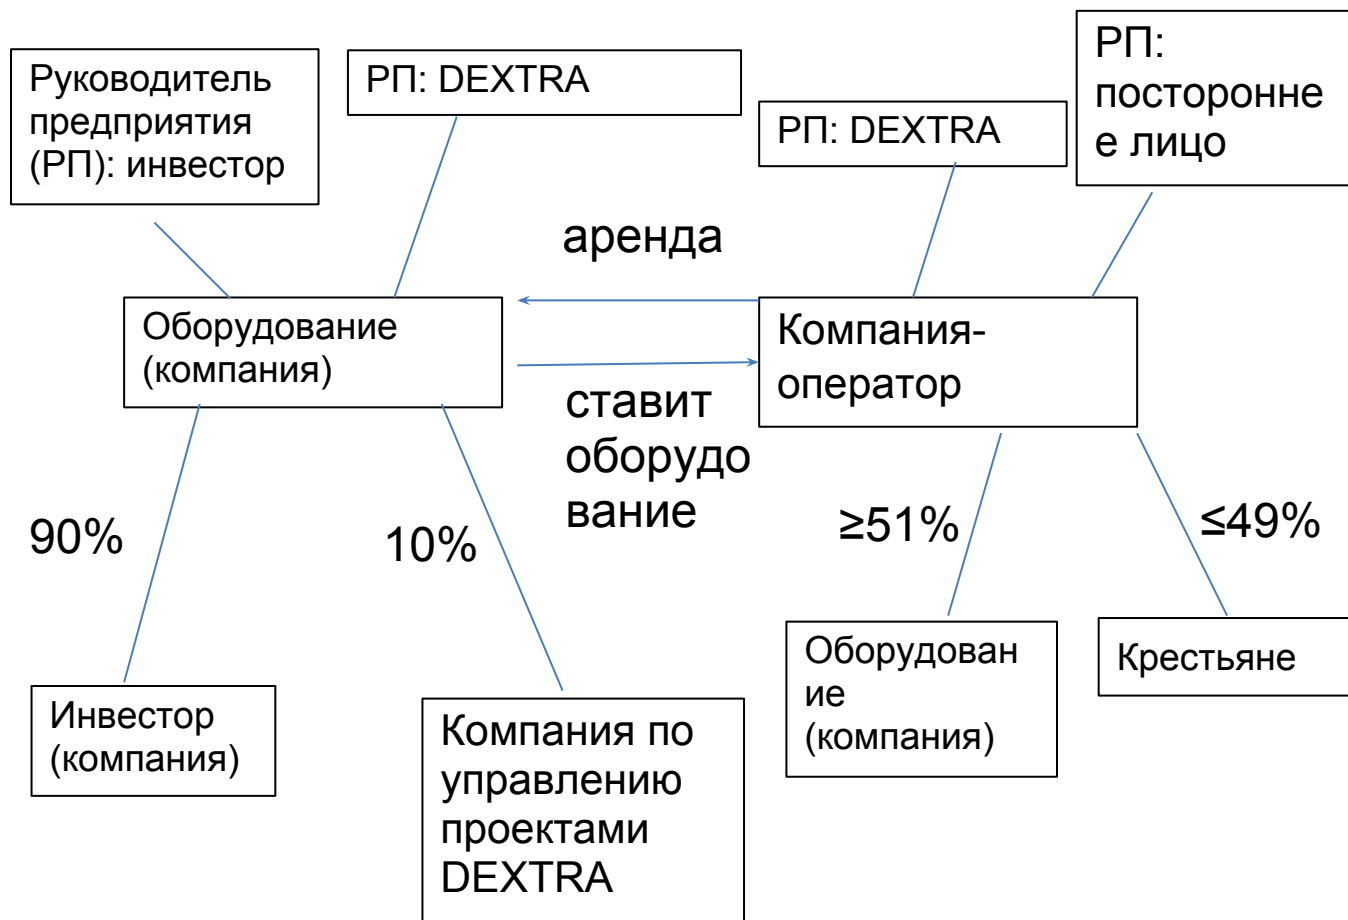 Руководитель
предприятия
(РП): инвестор
РП: DEXTRA
РП: DEXTRA
РП:
посторонне
е лицо
аренда
Оборудование
(компания)
Компания-
оператор
ставит
оборудо
вание
90%
10%
≥51%
≤49%
Инвестор
(компания)
Компания по
управлению
проектами
DEXTRA
Оборудован
ие
(компания)
Крестьяне